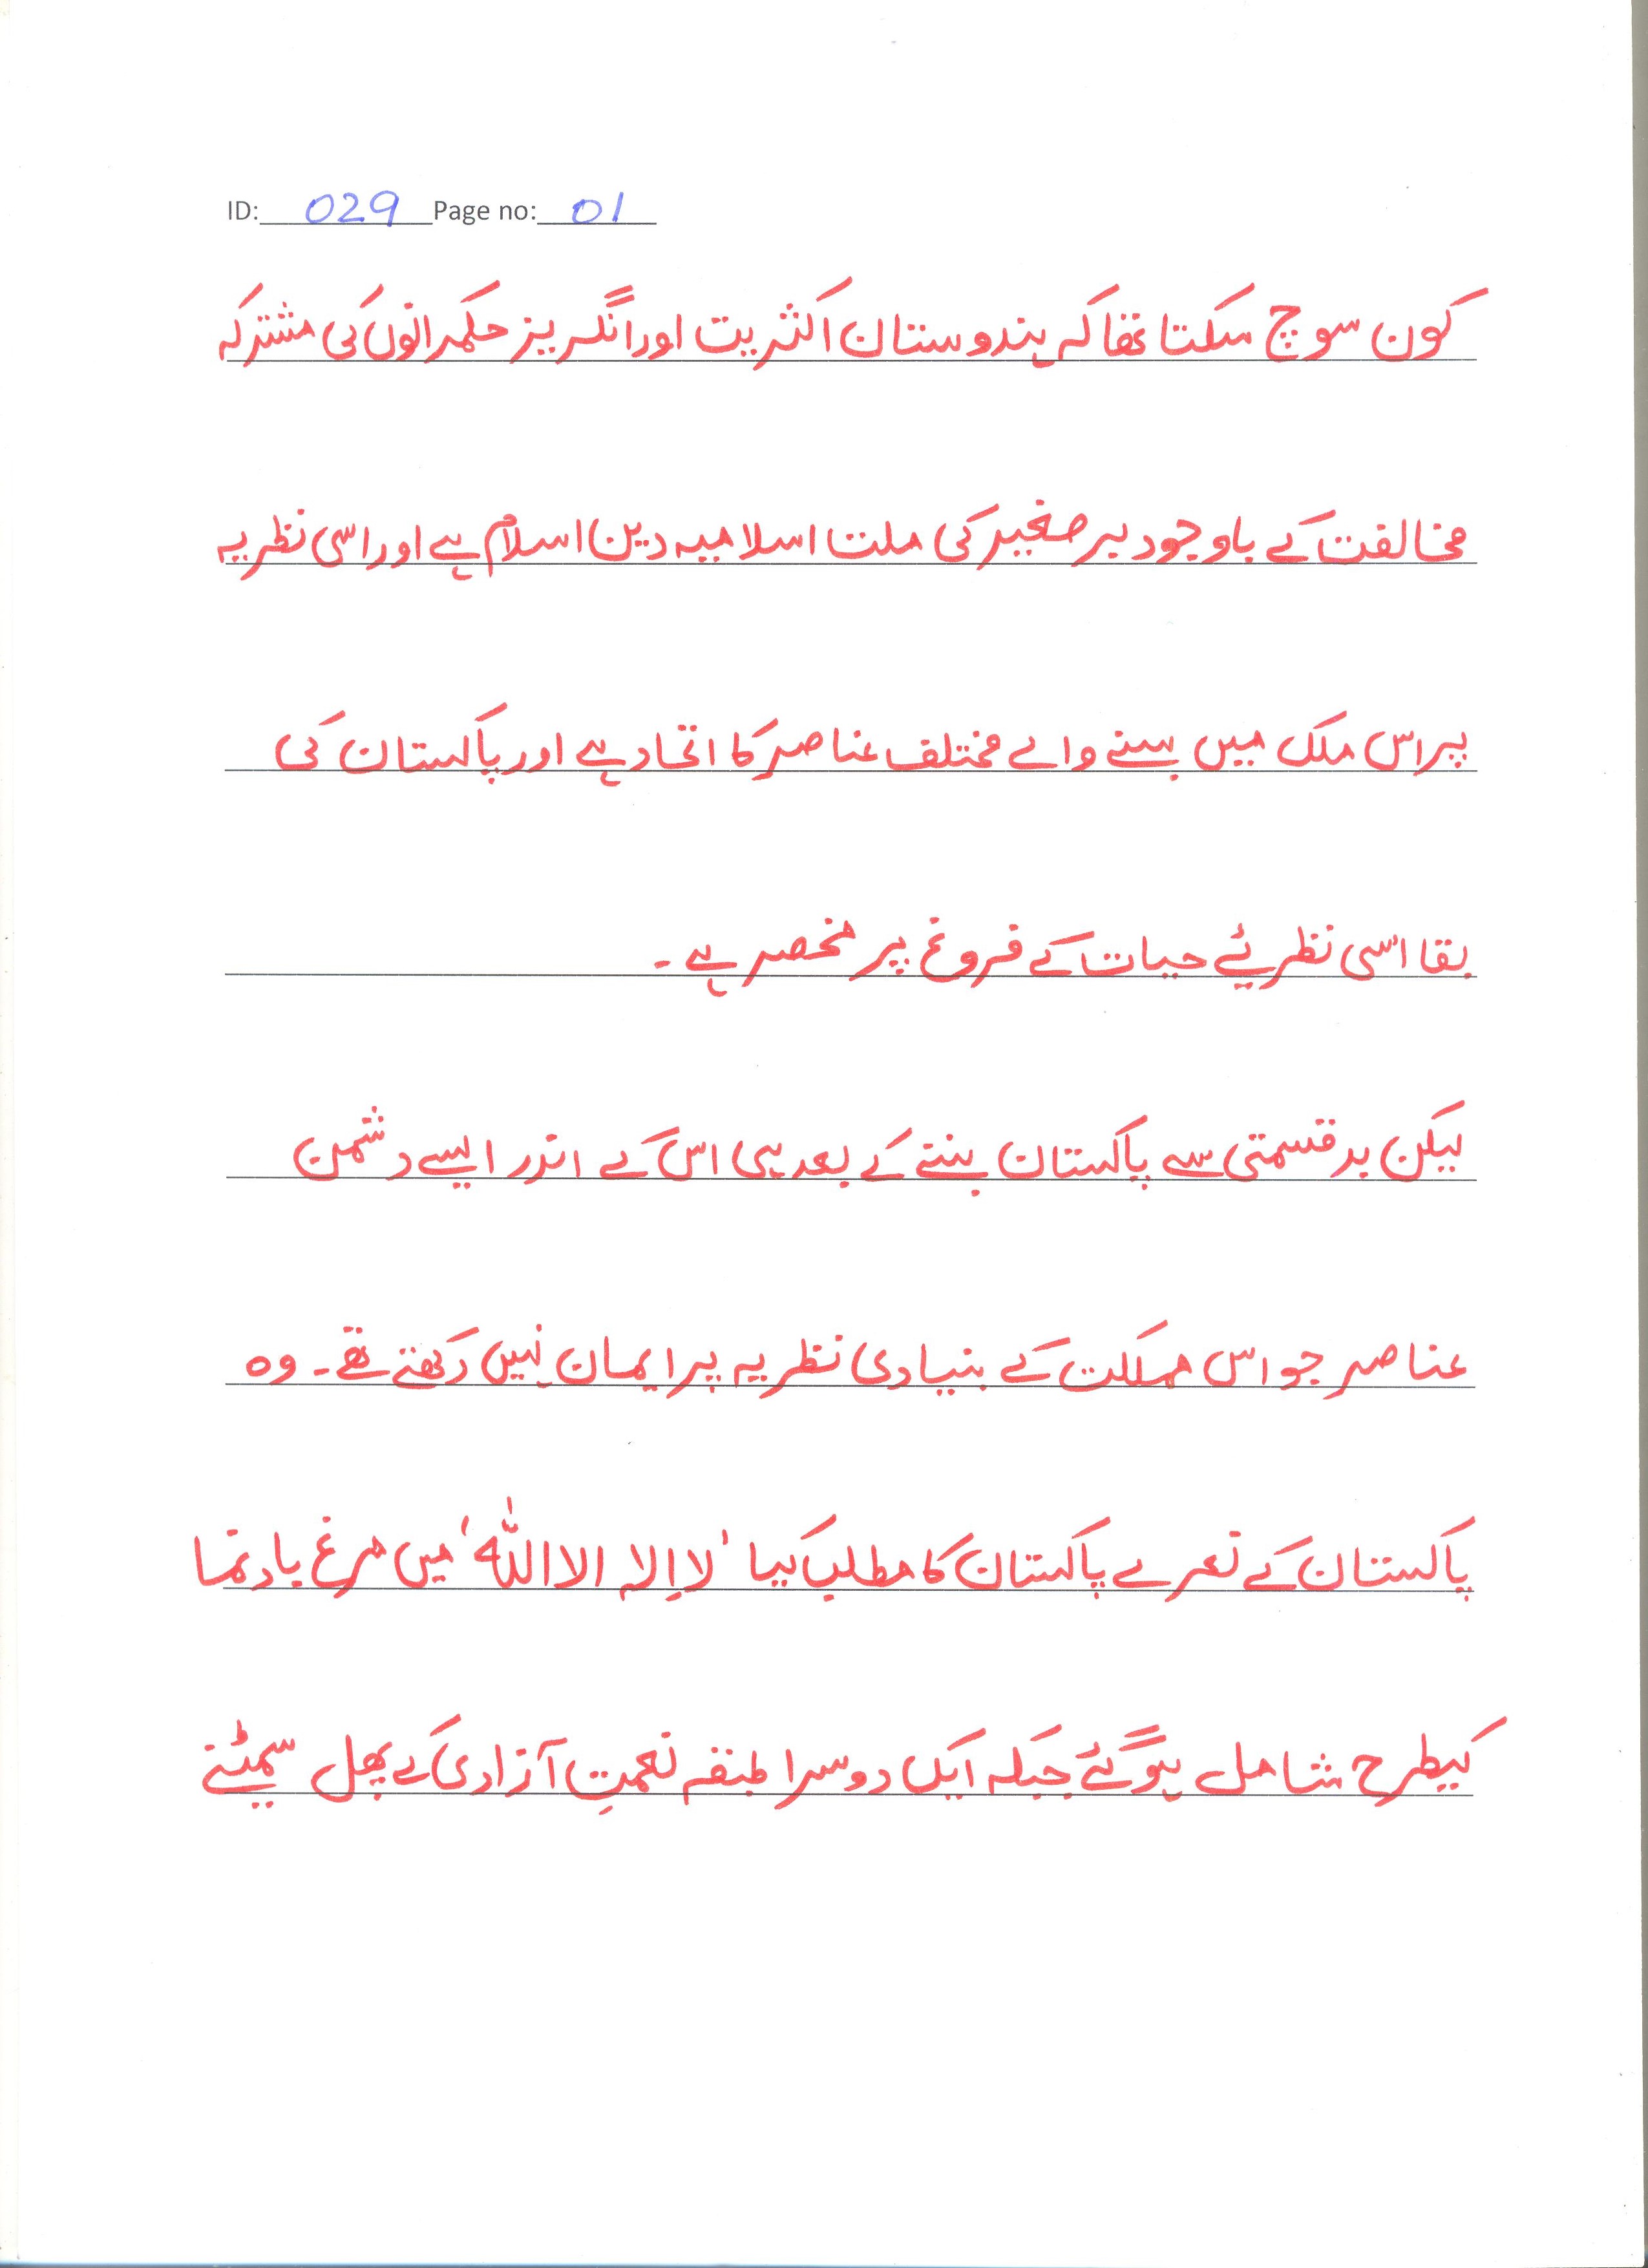 ID: 029 Page no: 01
کون سوچ سکتا تھا کہ ہندوستان اکثریت اور انگریز حکمرانوں کی مشترکہ
مخالفت کے باوجود برصغیر کی ملت اسلامیہ دین اسلام ہے اور اسی نظریہ
پر اس ملک میں بسنے والے مختلف عناصر کا اتحاد ہے اور پاکستان کی
بقا اسی نظریئے حیات کے فروغ پر منحصر ہے ۔
لیکن بدقسمتی سے پاکستان بننے کے بعد ہی اس کے اندر ایسے دشمن
عناصر جو اس مملکت کے بنیادی نظریہ پر ایمان نہیں رکھتے تھے ۔ وہ
پاکستان کے نعرے پاکستان کا مطلب کیا 'لا اِلہ الا اللہ' میں مرغ بادنما
کیطرح شامل ہوگئے جبکہ ایک دوسرا طبقہ نعمتِ آزادی کے پھل سمیٹنے